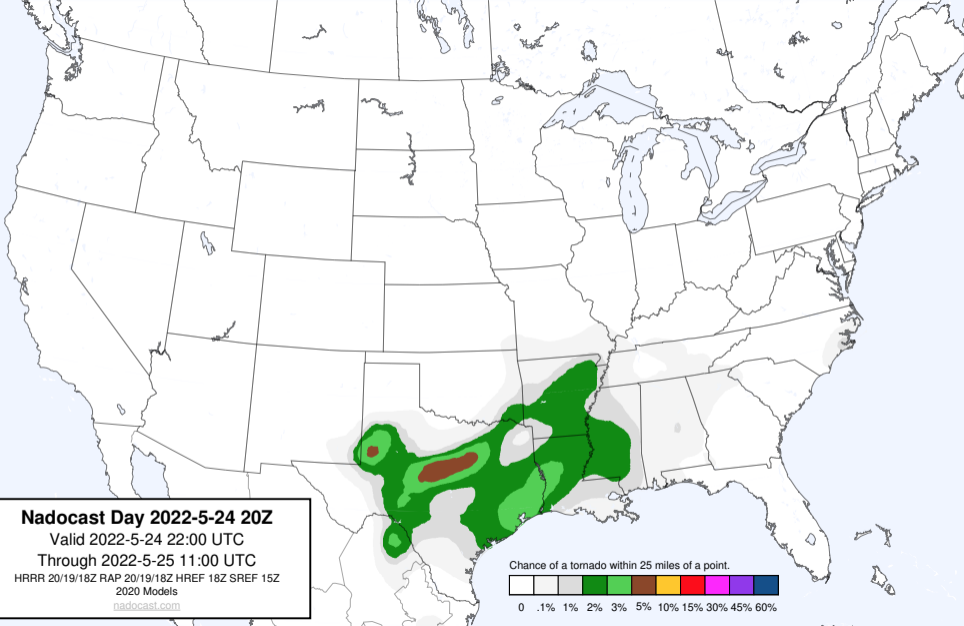 Nadocast Day 2022-5-24 20Z
Valid 2022-5-24 22:00 UTC
Through 2022-5-25 11:00 UTC
HRRR 20/19/18Z RAP 20/19/18Z HREF 18Z SREF 15Z
2020 Models
nadocast.com
Chance of a tornado within 25 miles of a point.
0 .1% 1% 2% 3% 5% 10% 15% 30% 45% 60%